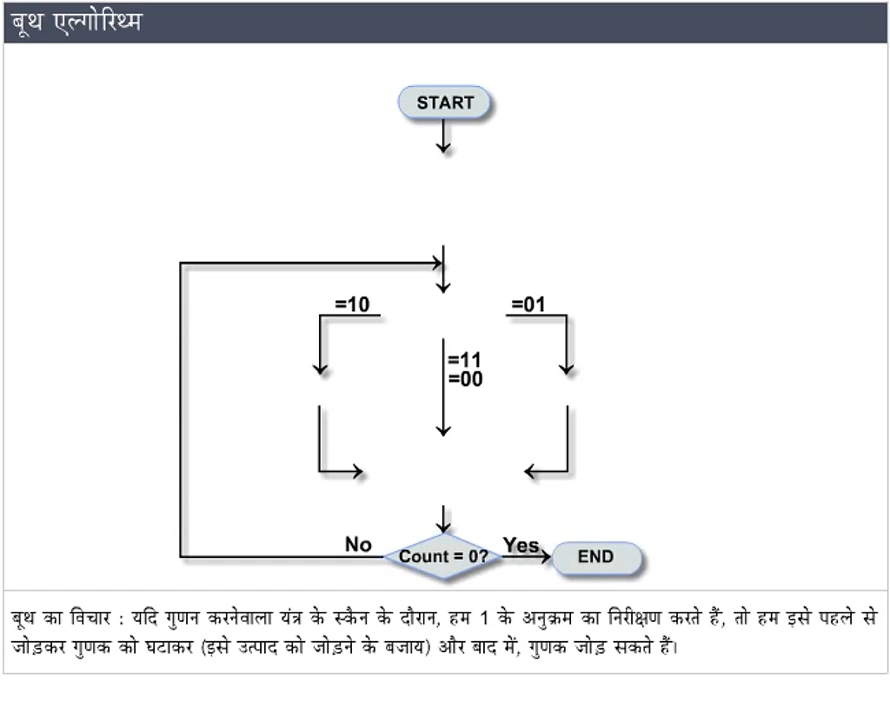 बूथ एल्गोरिथ्म
START
=10
=01
=11
=00
No
Count = 0?
Yes
END
बूथ का विचार : यदि गुणन करनेवाला यंत्र के स्कैन के दौरान, हम 1 के अनुक्रम का निरीक्षण करते हैं, तो हम इसे पहले से
जोड़कर गुणक को घटाकर (इसे उत्पाद को जोड़ने के बजाय) और बाद में, गुणक जोड़ सकते हैं।